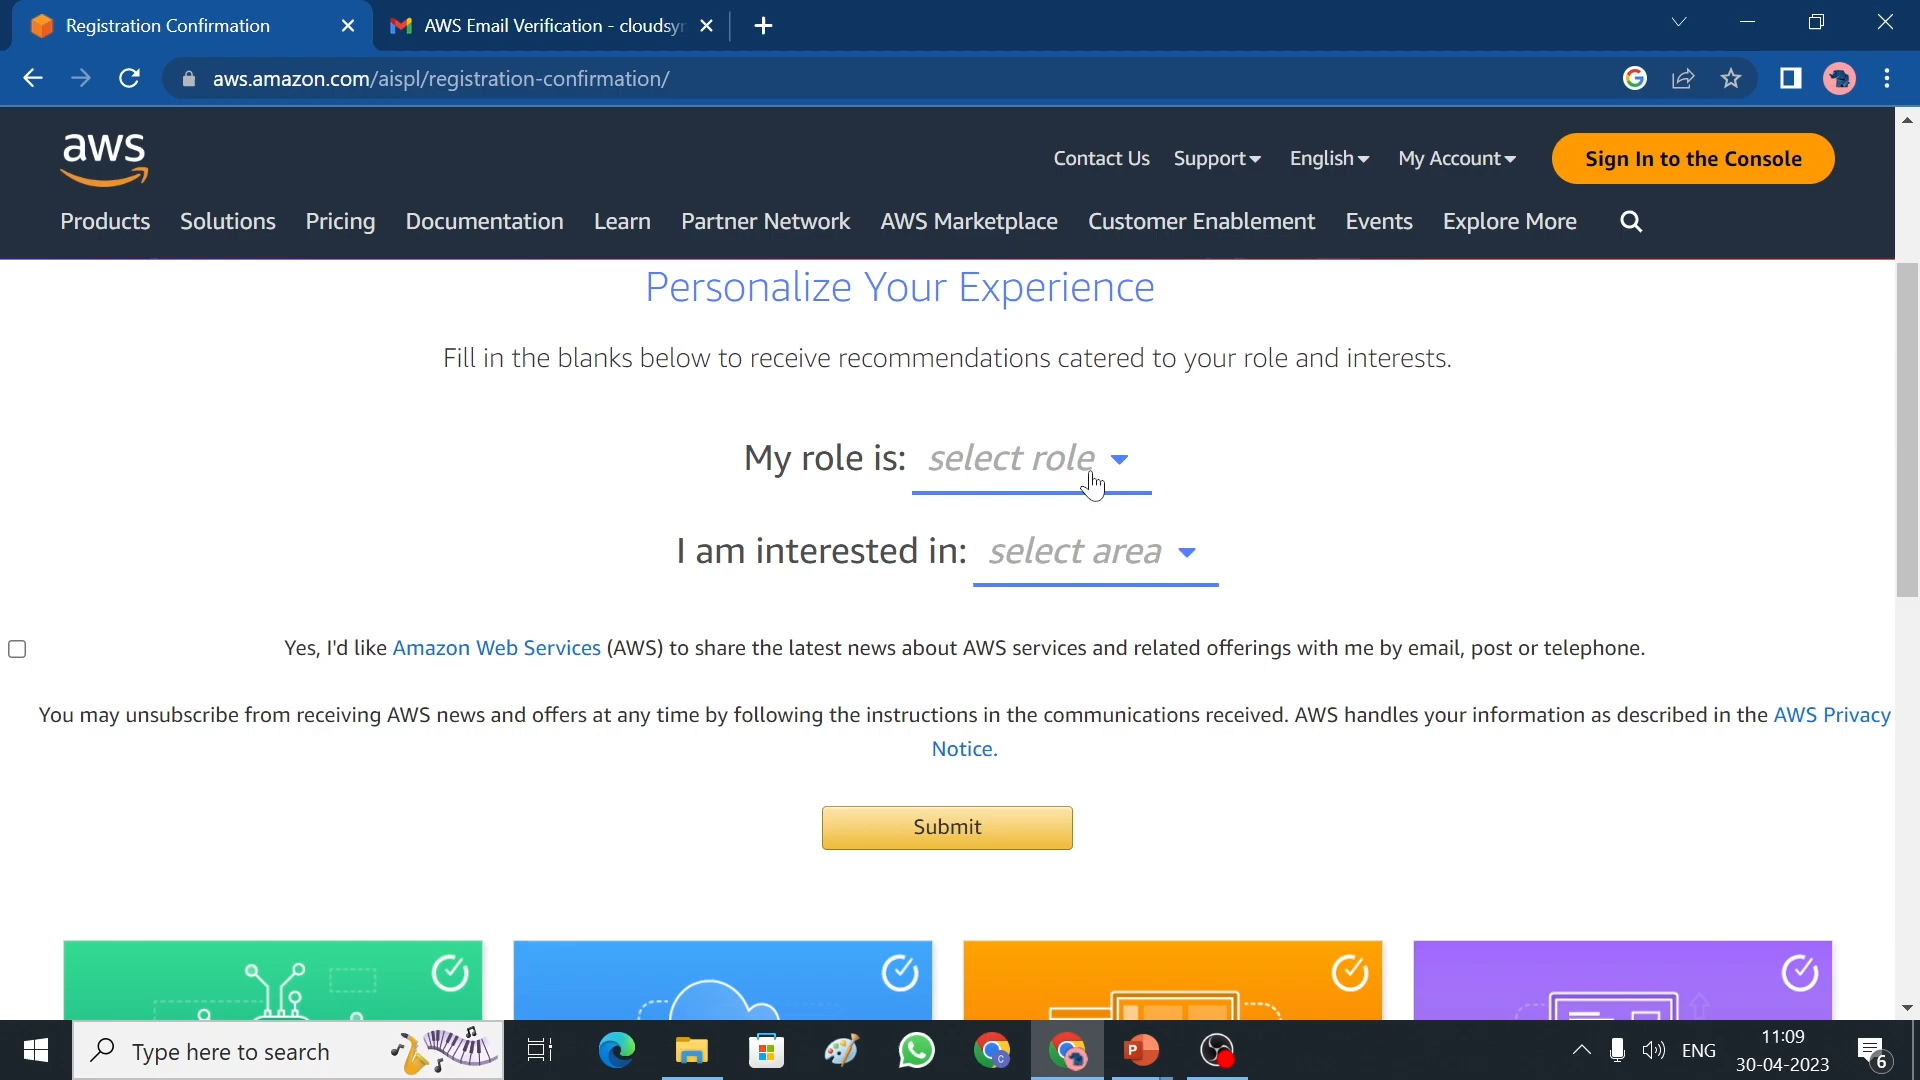 Registration Confirmation
AWS Email Verification - cloudsyn
aws.amazon.com/aispl/registration-confirmation/
aws
Contact Us Support English My Account Sign In to the Console
Products Solutions Pricing Documentation Learn Partner Network AWS Marketplace Customer Enablement Events Explore More
Personalize Your Experience
Fill in the blanks below to receive recommendations catered to your role and interests.
My role is: select role
I am interested in: select area
Yes, I'd like Amazon Web Services (AWS) to share the latest news about AWS services and related offerings with me by email, post or telephone.
You may unsubscribe from receiving AWS news and offers at any time by following the instructions in the communications received. AWS handles your information as described in the AWS Privacy
Notice.
Submit
Type here to search
ENG
11:09
30-04-2023
6